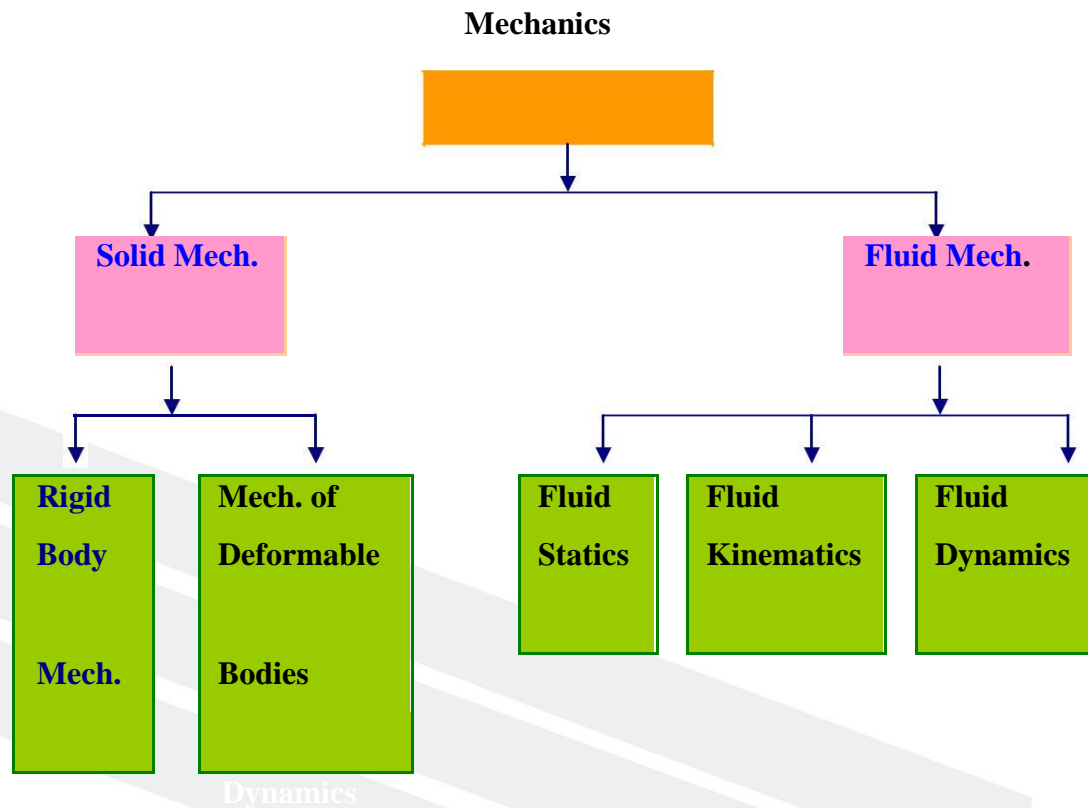 Mechanics
Solid Mech.
Fluid Mech.
Rigid
Body
Mech.
Mech. of
Deformable
Bodies
Fluid
Statics
Fluid
Kinematics
Fluid
Dynamics
Dynamics